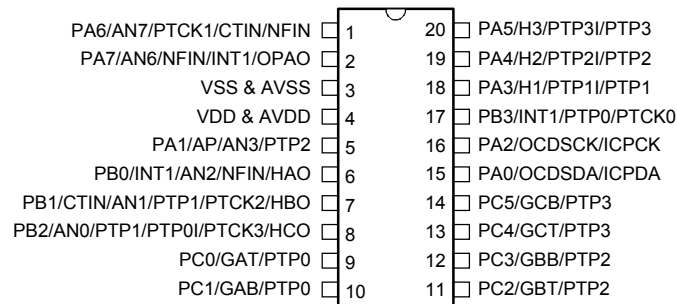 PA6/AN7/PTCK1/CTIN/NFIN 1 20 PA5/H3/PTP3I/PTP3
PA7/AN6/NFIN/INT1/OPAO 2 19 PA4/H2/PTP2I/PTP2
VSS & AVSS 3 18 PA3/H1/PTP1I/PTP1
VDD & AVDD 4 17 PB3/INT1/PTP0/PTCK0
PA1/AP/AN3/PTP2 5 16 PA2/OCDSCK/ICPCK
PB0/INT1/AN2/NFIN/HAO 6 15 PA0/OCDSDA/ICPDA
PB1/CTIN/AN1/PTP1/PTCK2/HBO 7 14 PC5/GCB/PTP3
PB2/AN0/PTP1/PTP0I/PTCK3/HCO 8 13 PC4/GCT/PTP3
PC0/GAT/PTP0 9 12 PC3/GBB/PTP2
PC1/GAB/PTP0 10 11 PC2/GBT/PTP2